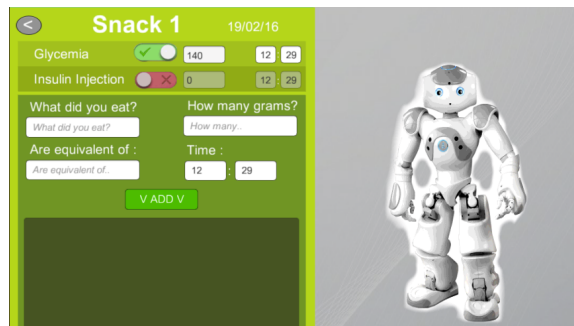 < Snack 1 19/02/16
Glycemia 140 12 : 29
Insulin Injection 0 12 : 29
What did you eat? How many grams?
What did you eat? How many..
Are equivalent of : Time :
Are equivalent of.. 12 : 29
V ADD V